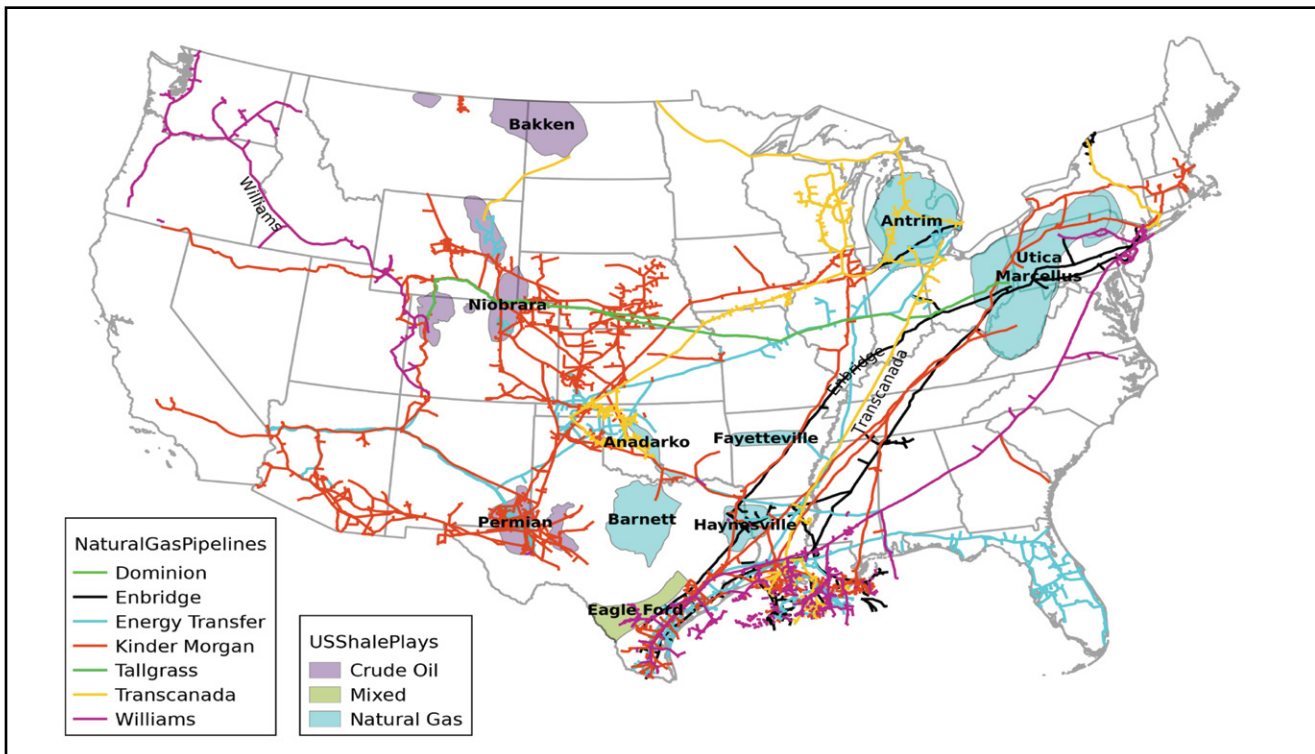 Bakken
Williams
Antrim
Utica
Marcellus
Niobrara
Enbridge
Transcanada
Anadarko
Fayetteville
Permian
Barnett
Haynesville
Eagle Ford
NaturalGasPipelines
Dominion
Enbridge
Energy Transfer
Kinder Morgan
Tallgrass
Transcanada
Williams
USShalePlays
Crude Oil
Mixed
Natural Gas